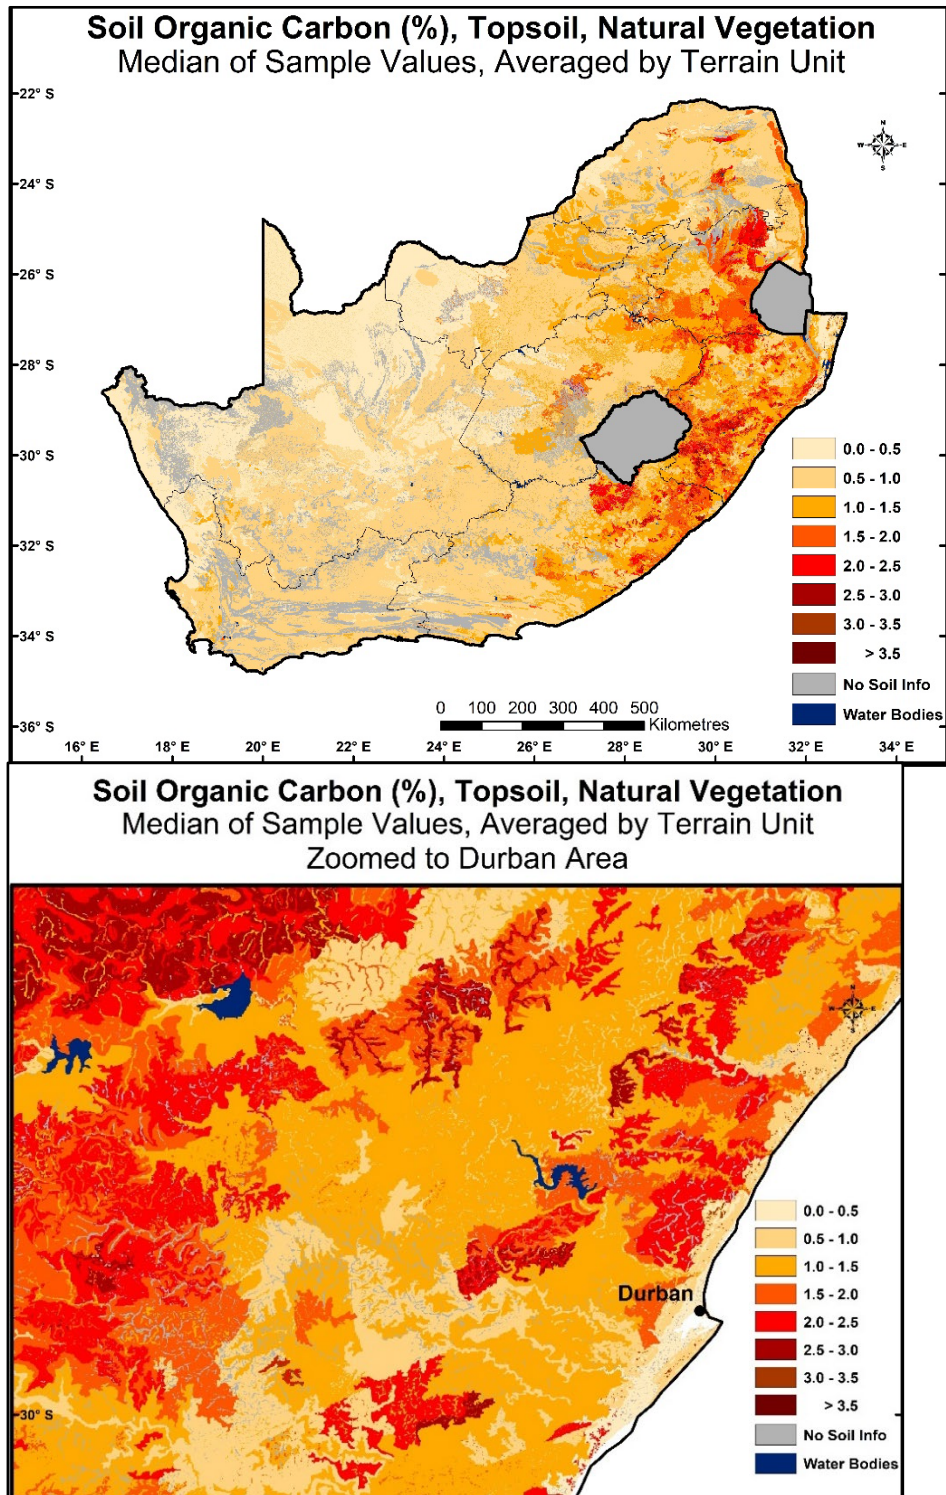 Soil Organic Carbon (%), Topsoil, Natural Vegetation
Median of Sample Values, Averaged by Terrain Unit
22° S
24° S
26° S
28° S
30° S
32° S
34° S
36° S
N
W
E
S
0.0 - 0.5
0.5 - 1.0
1.0 - 1.5
1.5 - 2.0
2.0 - 2.5
2.5 - 3.0
3.0 - 3.5
> 3.5
No Soil Info
Water Bodies
0 100 200 300 400 500
Kilometres
16° E 18° E 20° E 22° E 24° E 26° E 28° E 30° E 32° E 34° E
Soil Organic Carbon (%), Topsoil, Natural Vegetation
Median of Sample Values, Averaged by Terrain Unit
Zoomed to Durban Area
N
W
E
S
Durban
30° S
0.0 - 0.5
0.5 - 1.0
1.0 - 1.5
1.5 - 2.0
2.0 - 2.5
2.5 - 3.0
3.0 - 3.5
> 3.5
No Soil Info
Water Bodies